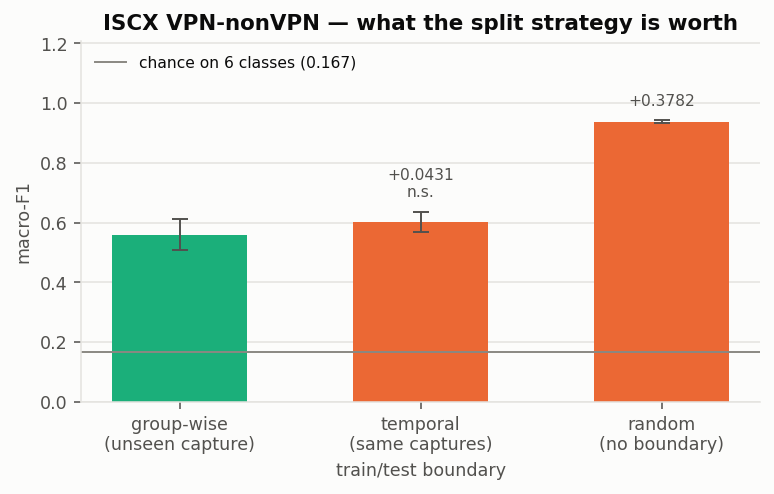 ISCX VPN-nonVPN — what the split strategy is worth
chance on 6 classes (0.167)
1.2
1.0
0.8
0.6
0.4
0.2
0.0
macro-F1
+0.0431
n.s.
+0.3782
group-wise
(unseen capture)
temporal
(same captures)
random
(no boundary)
train/test boundary